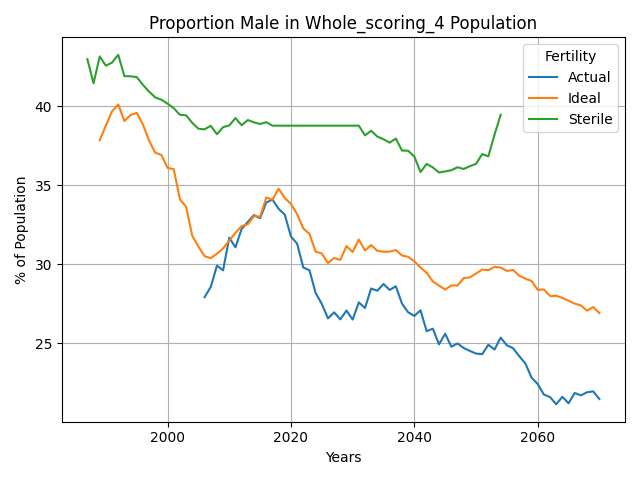 Proportion Male in Whole_scoring_4 Population
Fertility
Actual
Ideal
Sterile
% of Population
40
35
30
25
2000
2020
2040
2060
Years